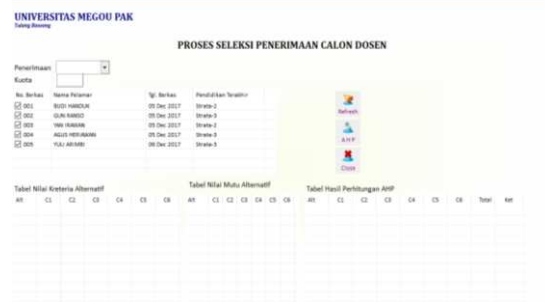 UNIVERSITAS MEGOU PAK
Tulang Bawang
PROSES SELEKSI PENERIMAAN CALON DOSEN
Penerimaan
Kuota
No. Berkas Nama Pelamar Tgl. Berkas Pendidikan Terakhir
001 BUDI HANDUK 05 Dec 2017 Strata-2
002 GUN RANGO 05 Dec 2017 Strata-3
003 YAN IRAWAN 05 Dec 2017 Strata-2
004 AGUS HERIAWAN 05 Dec 2017 Strata-3
005 YULI ARIMBI 06 Dec 2017 Strata-3
Refresh
A H P
Close
Tabel Nilai Kreteria Alternatif
Alt C1 C2 C3 C4 C5 C6
Tabel Nilai Mutu Alternatif
Alt C1 C2 C3 C4 C5 C6
Tabel Hasil Perhitungan AHP
Alt C1 C2 C3 C4 C5 C6 Total Ket